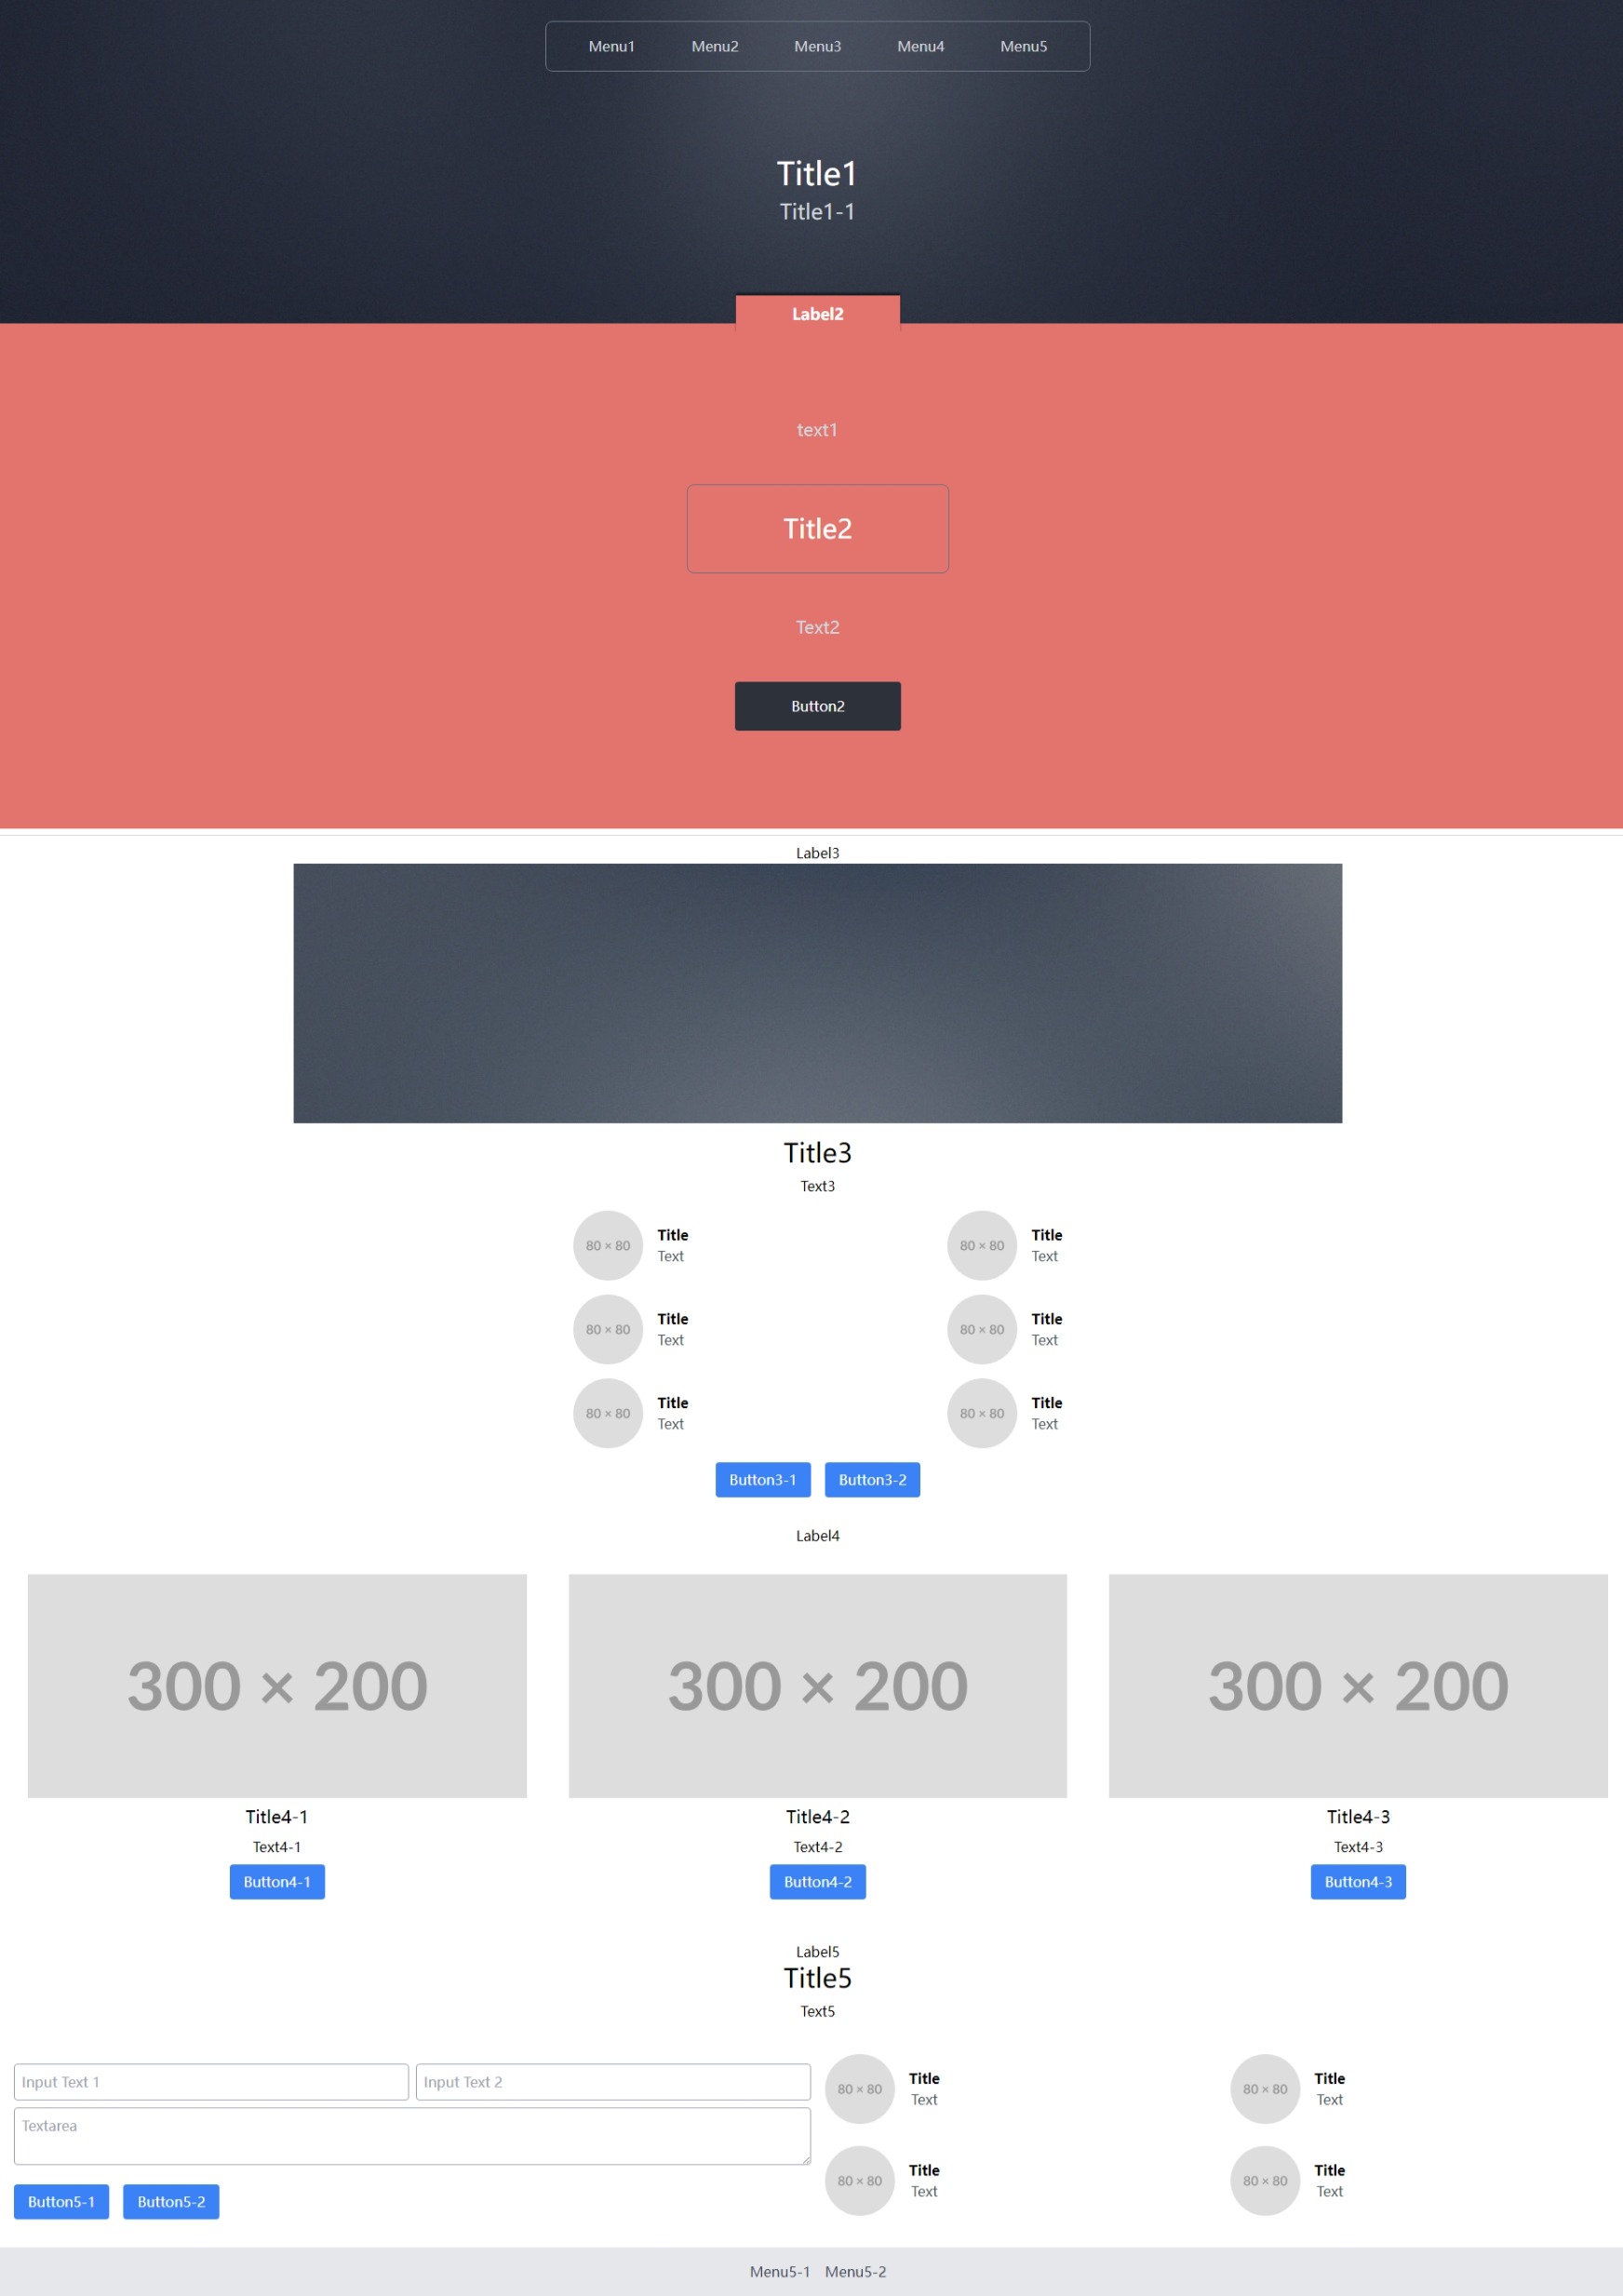 Menu1 Menu2 Menu3 Menu4 Menu5
Title1
Title1-1
Label2
text1
Title2
Text2
Button2
Label3
Title3
Text3
80 × 80 Title Text
80 × 80 Title Text
80 × 80 Title Text
80 × 80 Title Text
80 × 80 Title Text
80 × 80 Title Text
Button3-1 Button3-2
Label4
300 × 200 300 × 200 300 × 200
Title4-1 Title4-2 Title4-3
Text4-1 Text4-2 Text4-3
Button4-1 Button4-2 Button4-3
Label5
Title5
Text5
Input Text 1 Input Text 2
Textarea
Button5-1 Button5-2
80 × 80 Title Text
80 × 80 Title Text
80 × 80 Title Text
80 × 80 Title Text
Menu5-1 Menu5-2